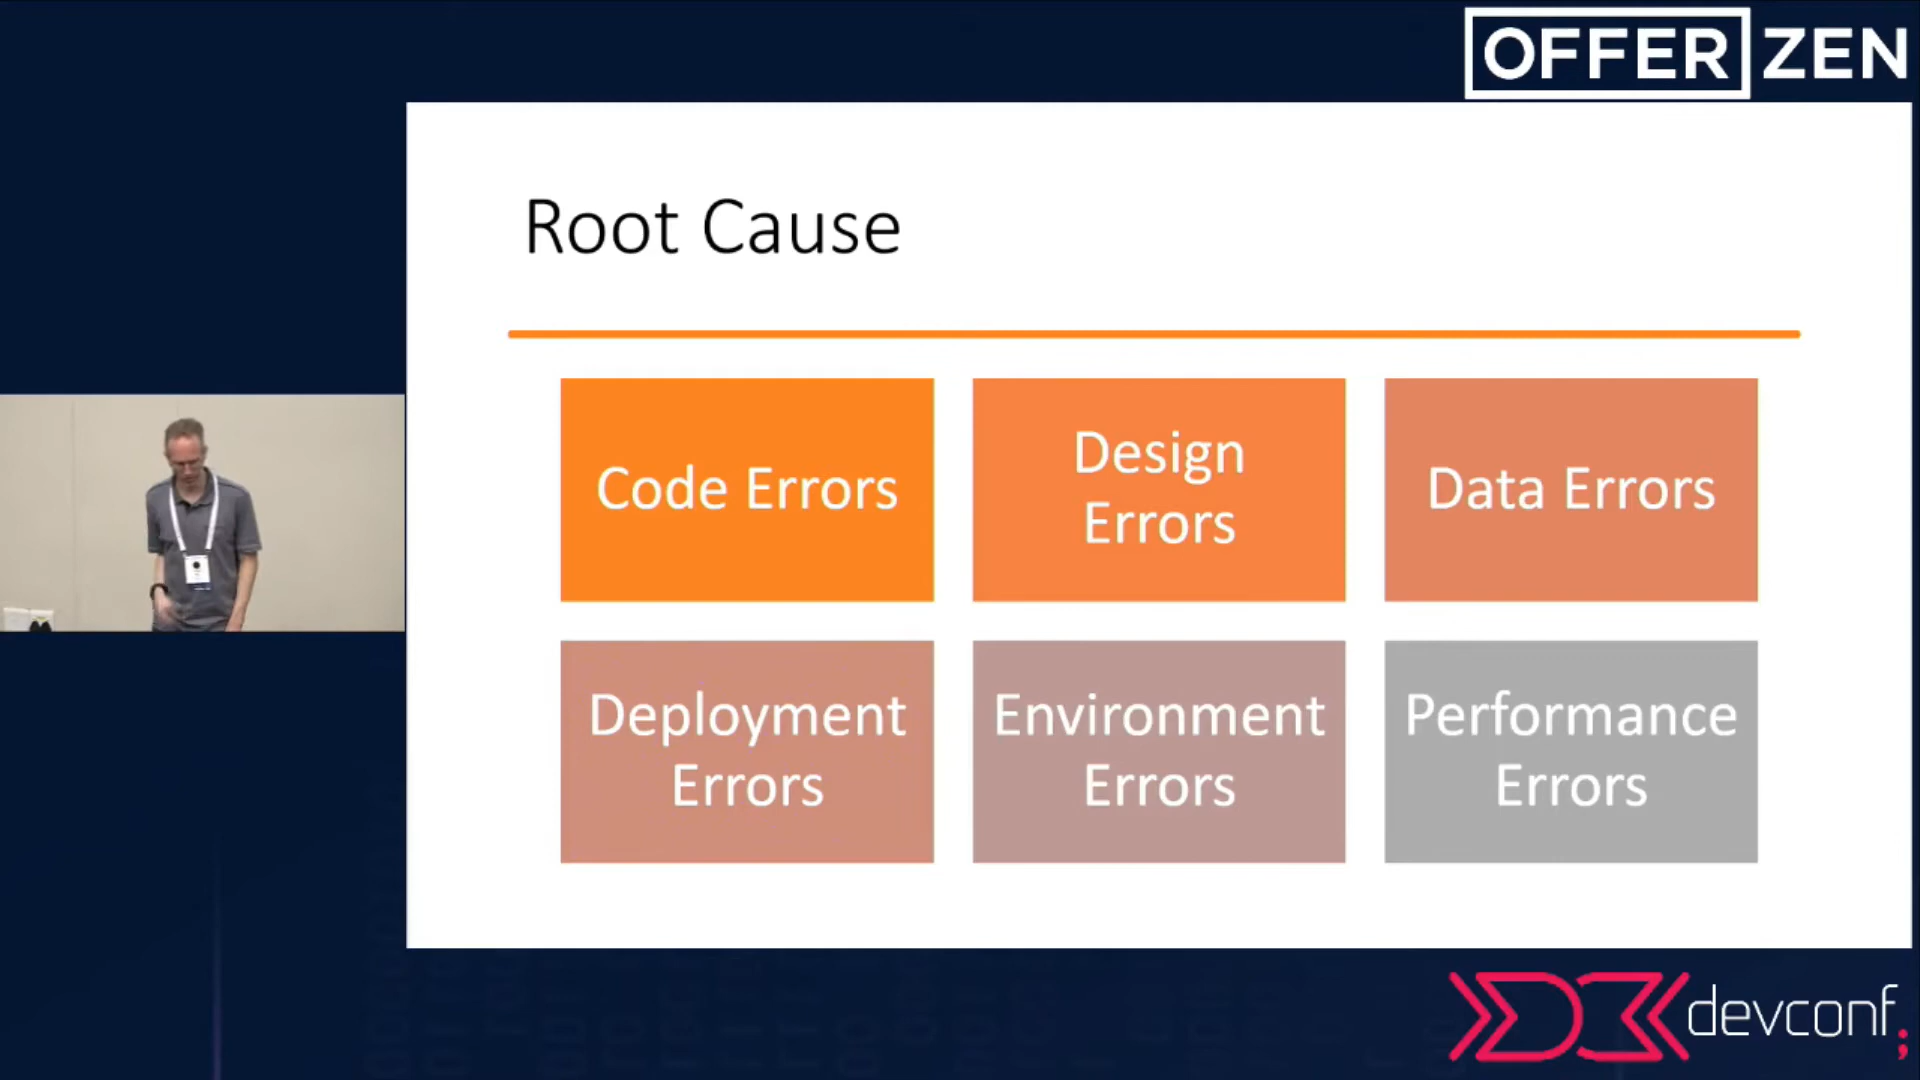 OFFER ZEN
Root Cause
Code Errors
Design
Errors
Data Errors
Deployment
Errors
Environment
Errors
Performance
Errors
devconf;